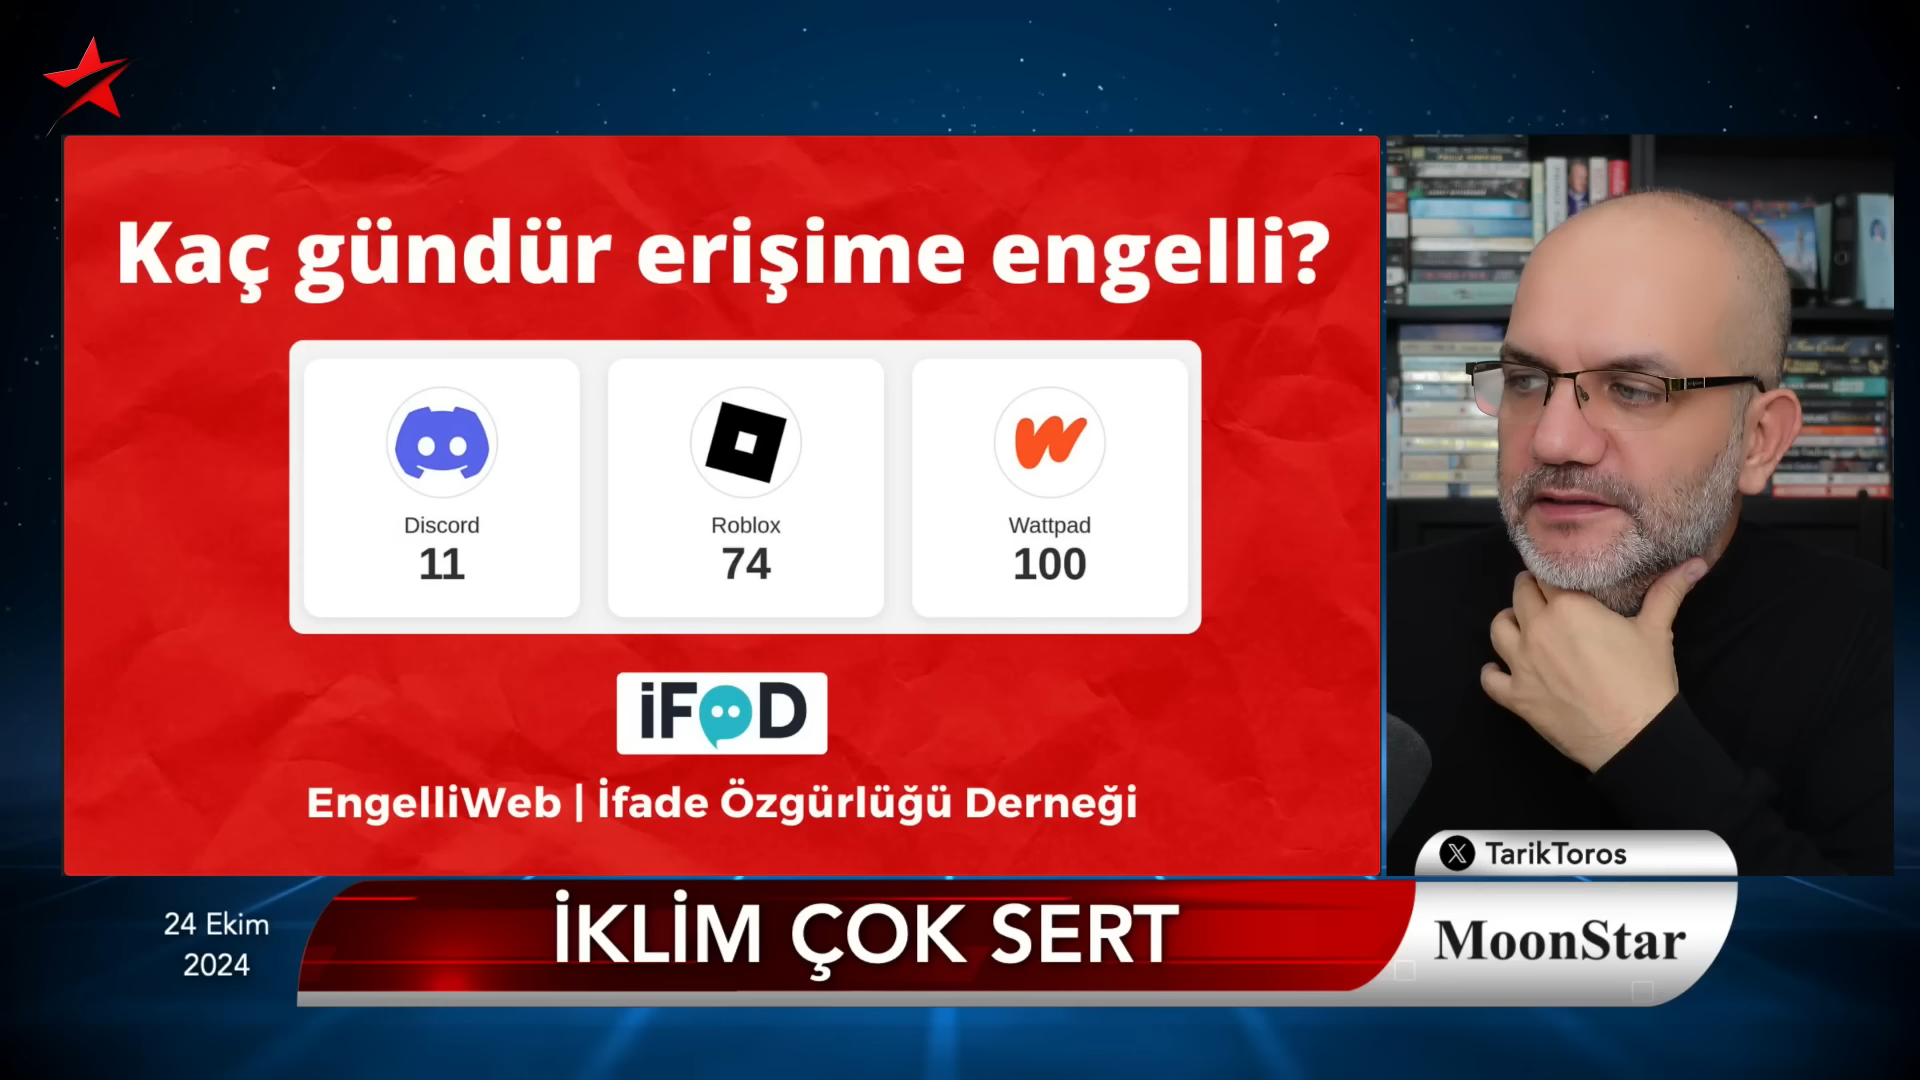 Kaç gündür erişime engelli?
Discord
11
Roblox
74
Wattpad
100
iFOD
EngelliWeb | İfade Özgürlüğü Derneği
TarikToros
24 Ekim
2024
İKLİM ÇOK SERT
MoonStar